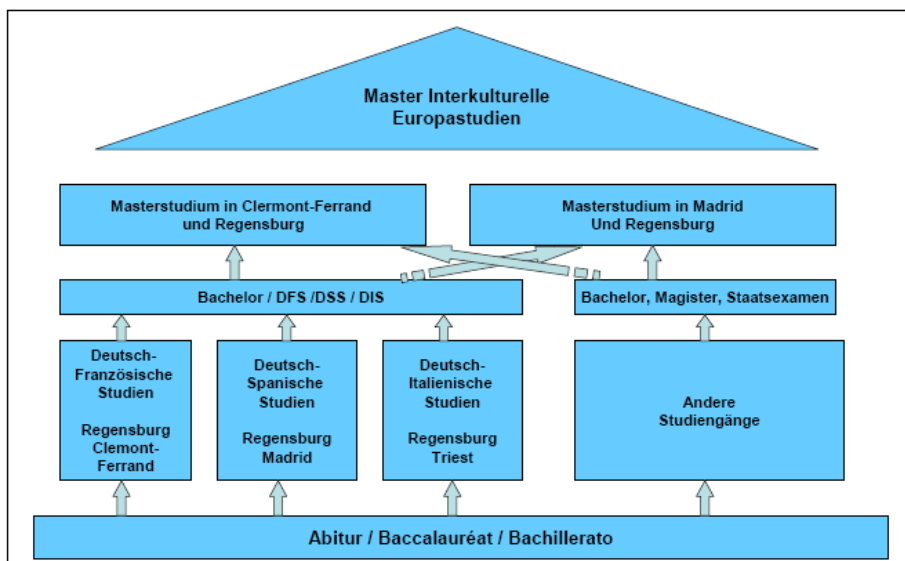 Master Interkulturelle
Europastudien
Masterstudium in Clermont-Ferrand
und Regensburg
Masterstudium in Madrid
Und Regensburg
Bachelor / DFS /DSS / DIS
Bachelor, Magister, Staatsexamen
Deutsch-
Französische
Studien
Regensburg
Clemont-
Ferrand
Deutsch-
Spanische
Studien
Regensburg
Madrid
Deutsch-
Italienische
Studien
Regensburg
Triest
Andere
Studiengänge
Abitur / Baccalauréat / Bachillerato